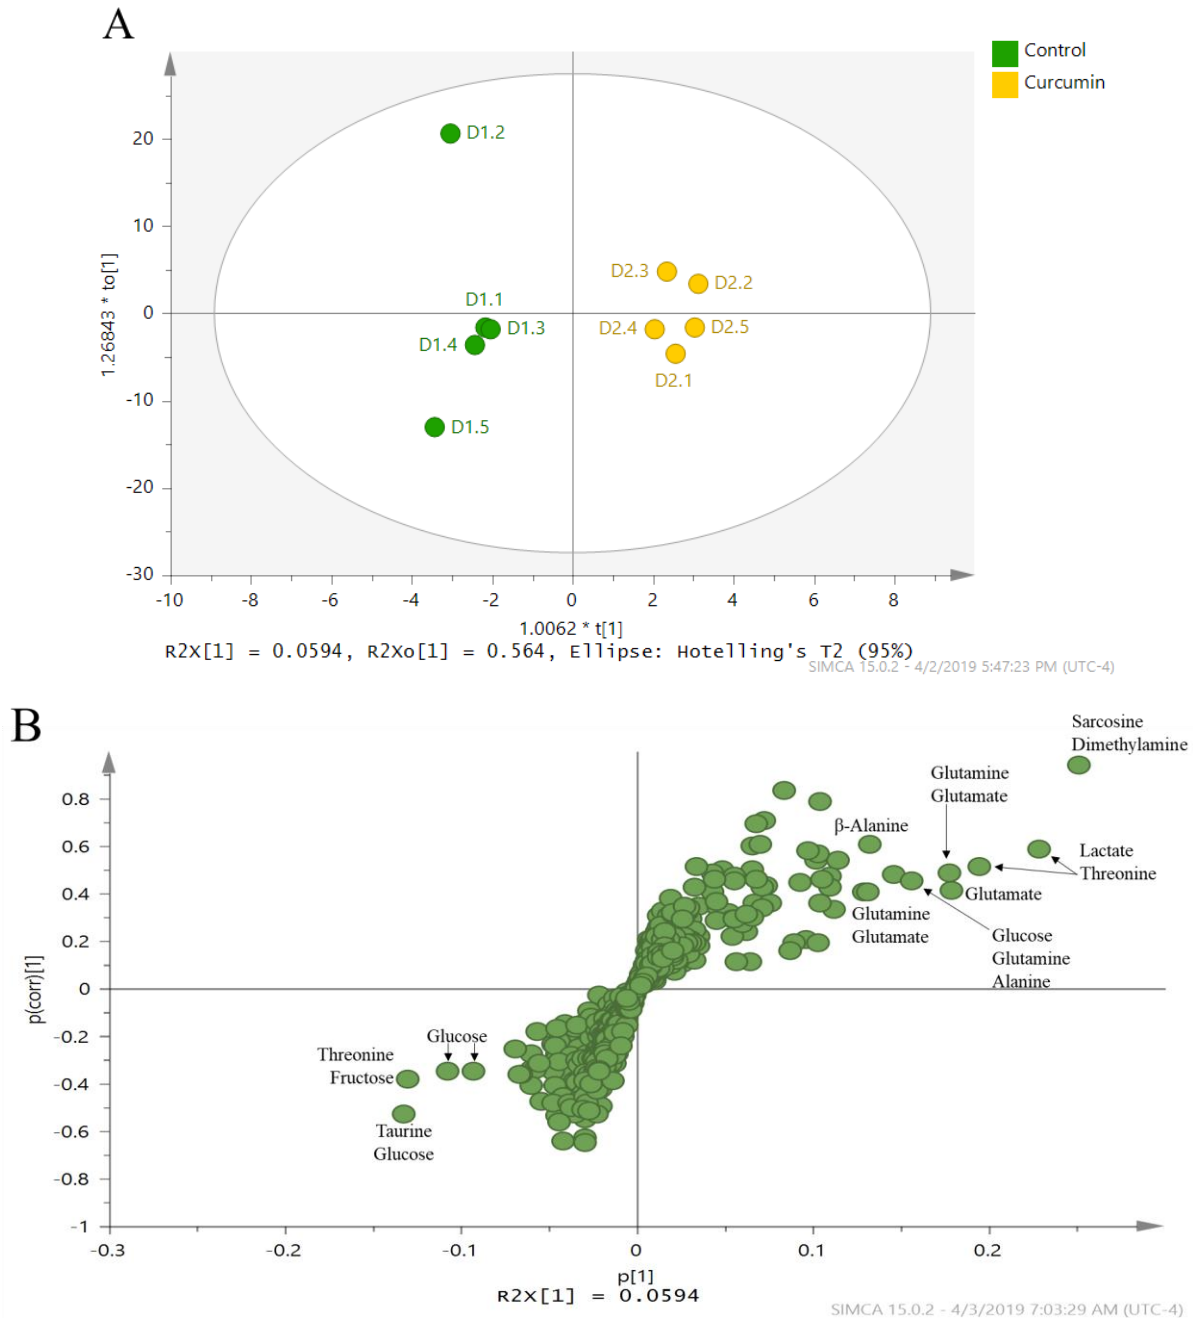 A
Control
Curcumin
20
10
0
-10
-20
-30
1.26843 * to[1]
D1.2
D2.3
D2.2
D1.1
D1.3
D2.4
D2.5
D1.4
D2.1
D1.5
-10 -8 -6 -4 -2 0 2 4 6 8
1.0062 * t[1]
R2X[1] = 0.0594, R2Xo[1] = 0.564, Ellipse: Hotelling's T2 (95%)
SIMCA 15.0.2 - 4/2/2019 5:47:23 PM (UTC-4)
B
Sarcosine
Dimethylamine
Glutamine
Glutamate
β-Alanine
Lactate
Threonine
Glutamate
Glutamine
Glutamate
Glucose
Glutamine
Alanine
Glucose
Threonine
Fructose
Taurine
Glucose
0.8
0.6
0.4
0.2
0
-0.2
-0.4
-0.6
-0.8
-1
p(corr)[1]
-0.3 -0.2 -0.1 0 0.1 0.2
p[1]
R2X[1] = 0.0594
SIMCA 15.0.2 - 4/3/2019 7:03:29 AM (UTC-4)